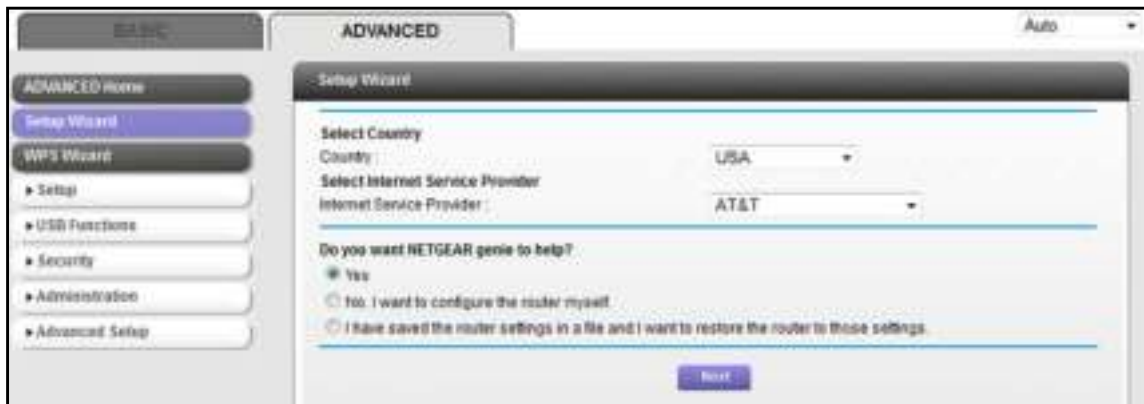 BASIC
ADVANCED
Auto
ADVANCED Home
Setup Wizard
WPS Wizard
Setup
USB Functions
Security
Administration
Advanced Setup
Setup Wizard
Select Country
Country :
USA
Select Internet Service Provider
Internet Service Provider :
AT&T
Do you want NETGEAR genie to help?
Yes
No. I want to configure the router myself.
I have saved the router settings in a file and I want to restore the router to those settings.
Next